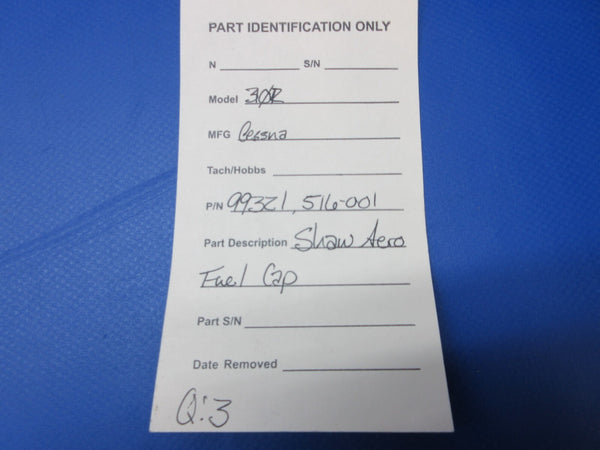 PART IDENTIFICATION ONLY
N S/N
Model 310R
MFG Cessna
Tach/Hobbs
P/N 99321, 516-001
Part Description Shaw Aero
Fuel Cap
Part S/N
Date Removed
Q:3